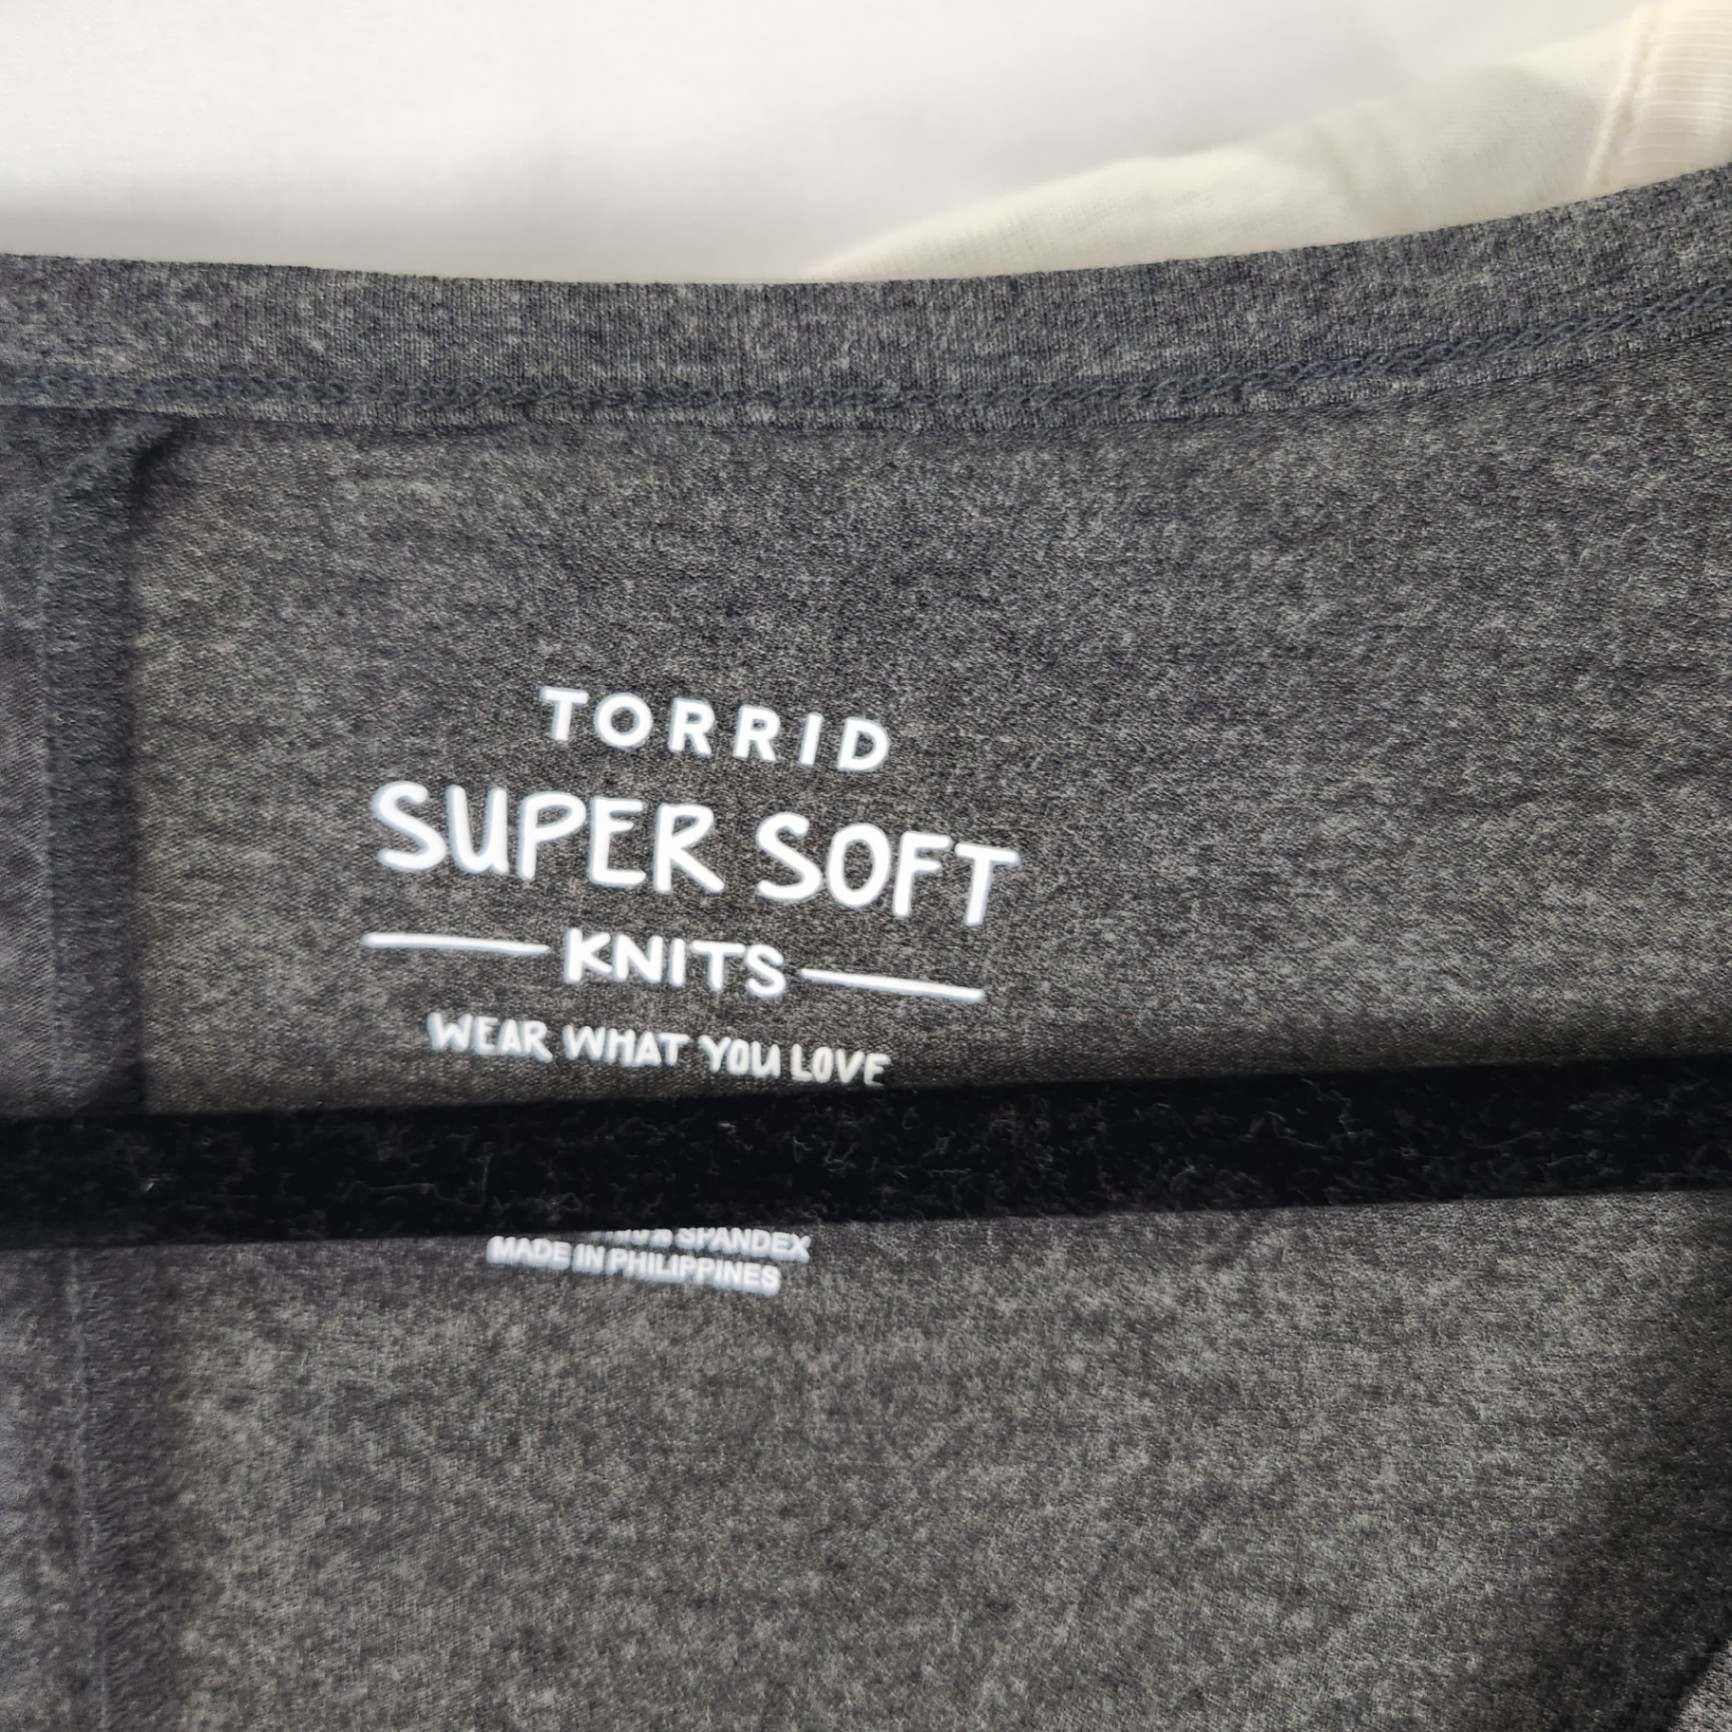 TORRID
SUPER SOFT
KNITS
WEAR WHAT YOU LOVE
SPANDEX
MADE IN PHILIPPINES